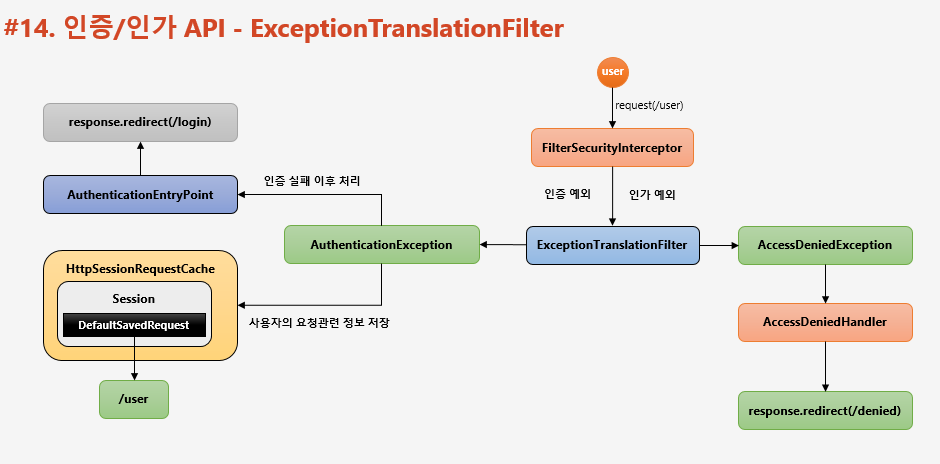 #14. 인증/인가 API - ExceptionTranslationFilter
user
request(/user)
response.redirect(/login)
FilterSecurityInterceptor
인증 실패 이후 처리
인증 예외
인가 예외
AuthenticationEntryPoint
AuthenticationException
ExceptionTranslationFilter
AccessDeniedException
HttpSessionRequestCache
Session
DefaultSavedRequest
사용자의 요청관련 정보 저장
AccessDeniedHandler
/user
response.redirect(/denied)